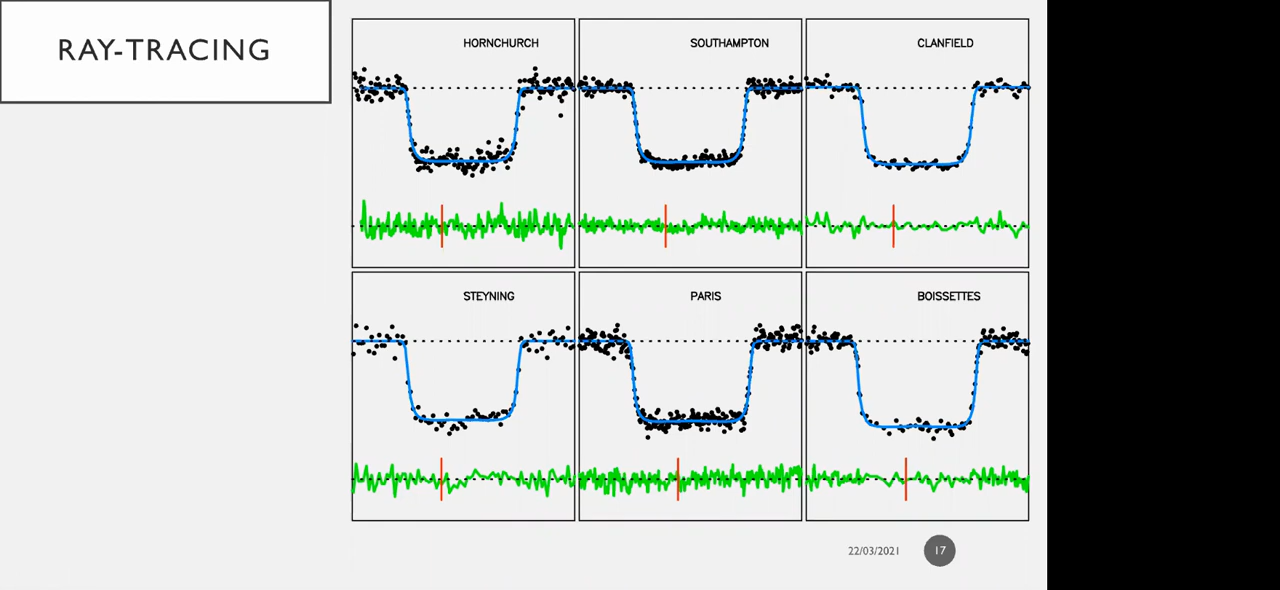 RAY-TRACING
HORNCHURCH
SOUTHAMPTON
CLANFIELD
STEYNING
PARIS
BOISSETTES
22/03/2021
17